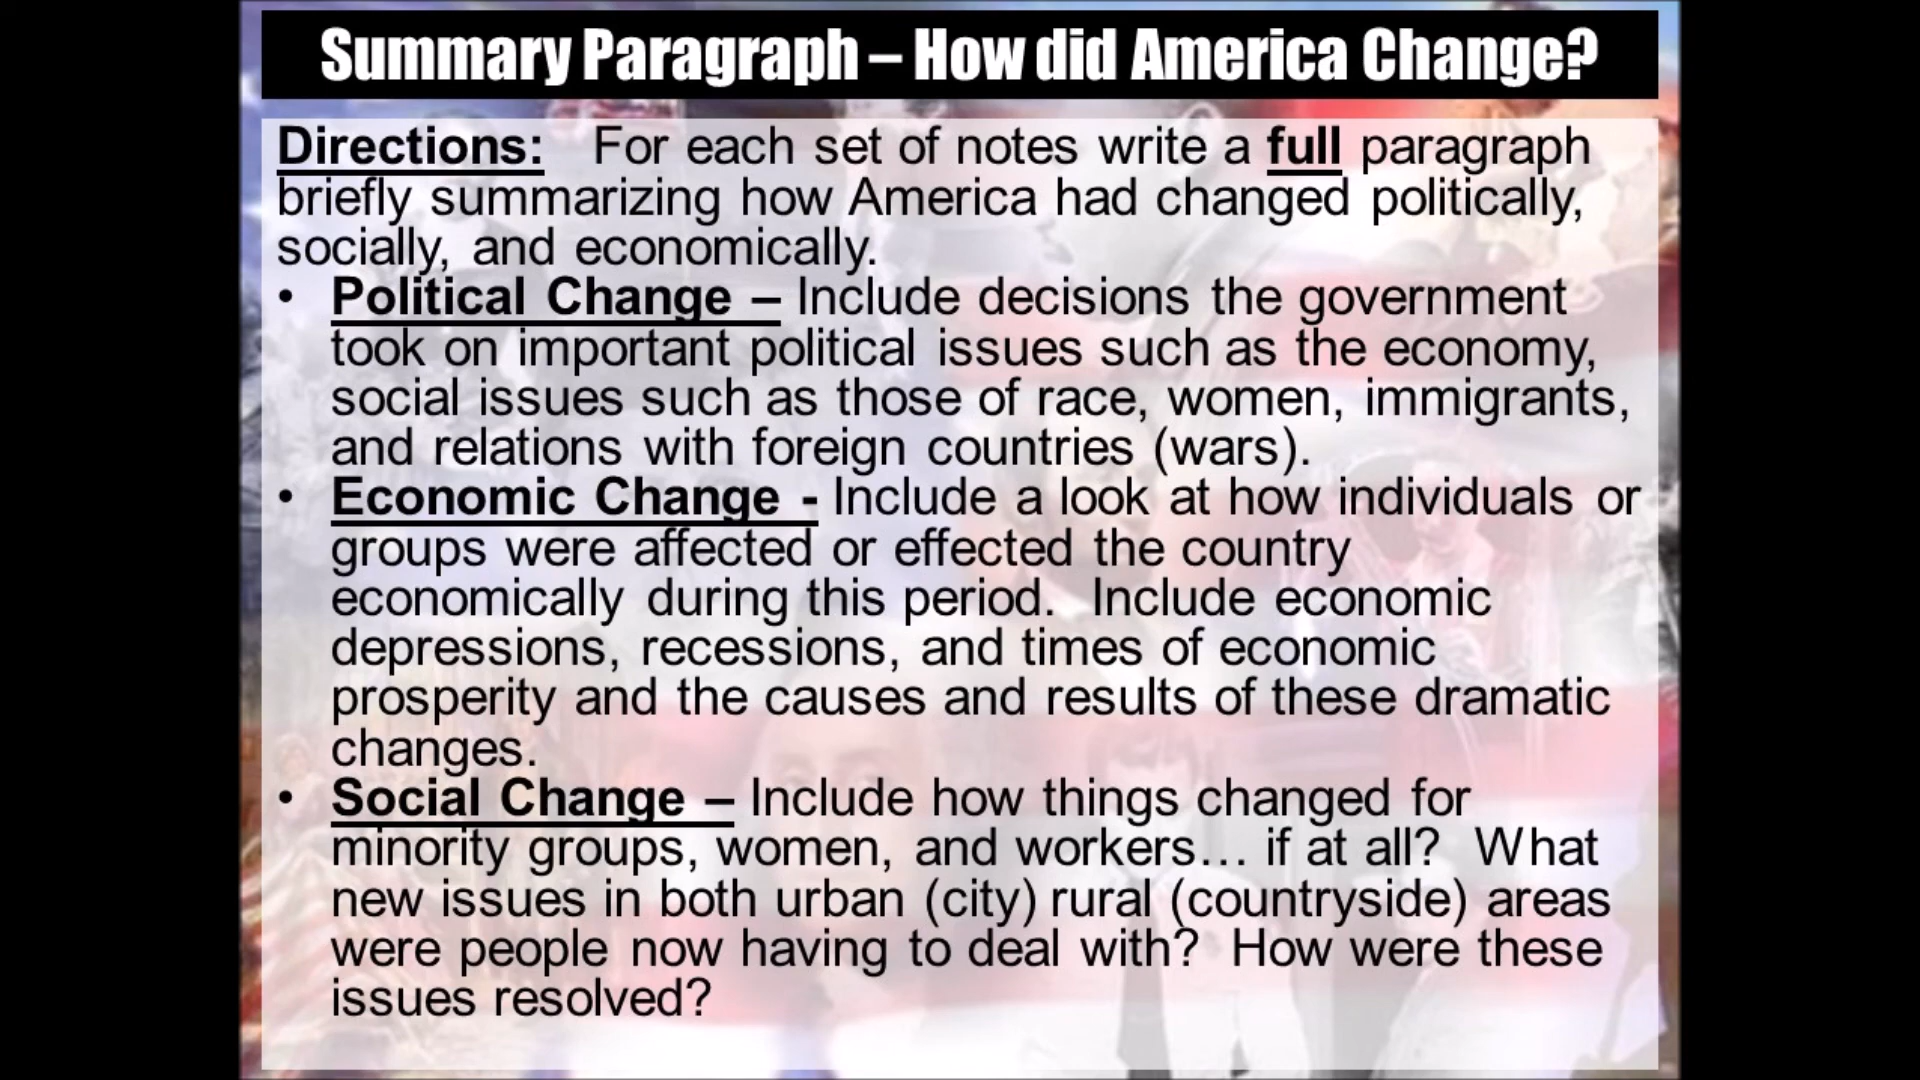 Summary Paragraph – How did America Change?
Directions: For each set of notes write a full paragraph
briefly summarizing how America had changed politically,
socially, and economically.
• Political Change – Include decisions the government
took on important political issues such as the economy,
social issues such as those of race, women, immigrants,
and relations with foreign countries (wars).
• Economic Change - Include a look at how individuals or
groups were affected or effected the country
economically during this period. Include economic
depressions, recessions, and times of economic
prosperity and the causes and results of these dramatic
changes.
• Social Change – Include how things changed for
minority groups, women, and workers… if at all? What
new issues in both urban (city) rural (countryside) areas
were people now having to deal with? How were these
issues resolved?